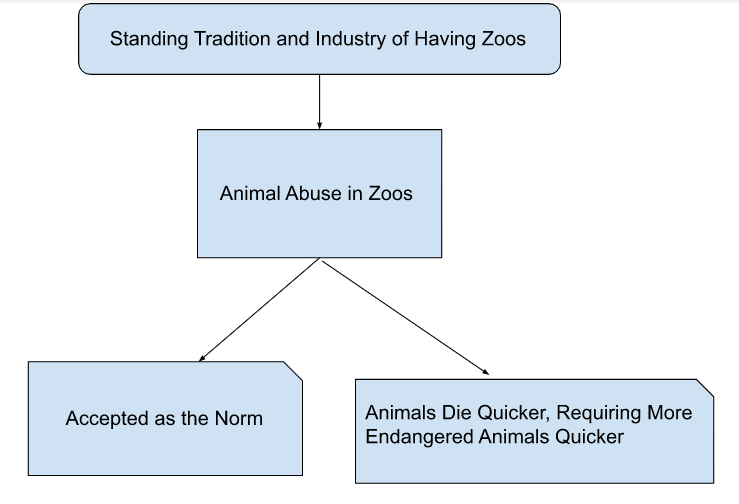 Standing Tradition and Industry of Having Zoos
Animal Abuse in Zoos
Accepted as the Norm
Animals Die Quicker, Requiring More
Endangered Animals Quicker